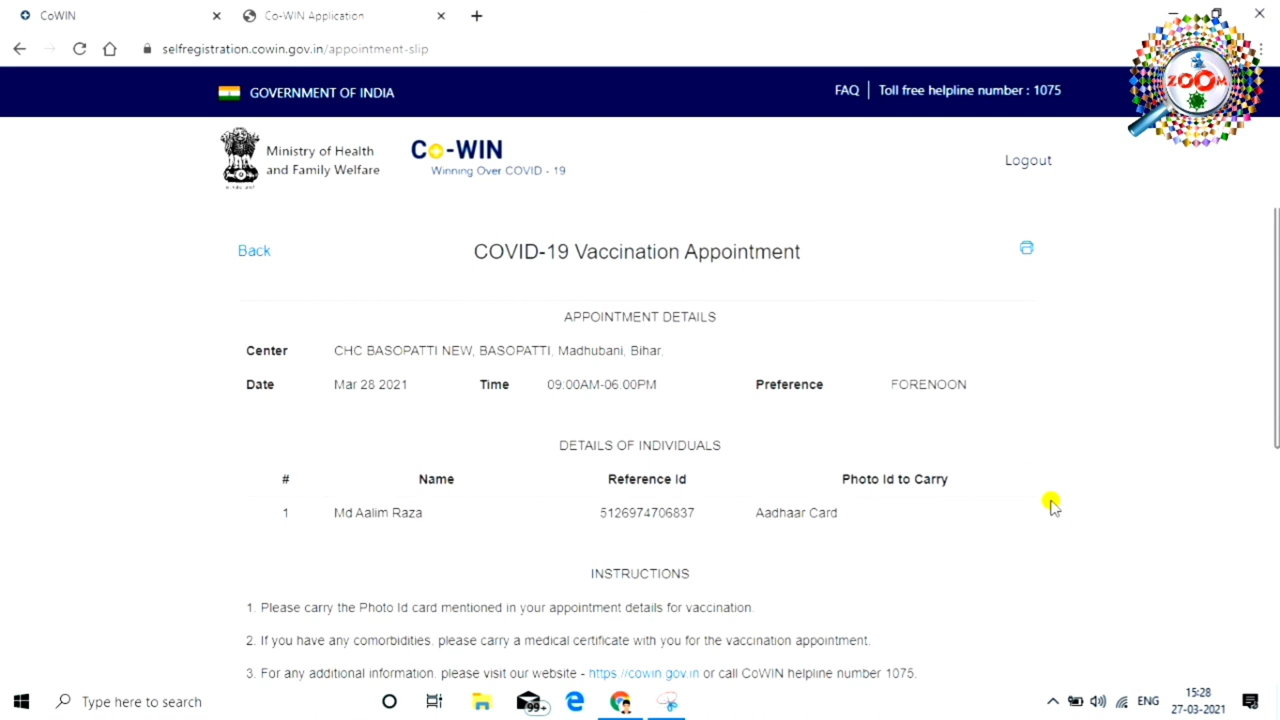 CoWIN Co-WIN Application
selfregistration.cowin.gov.in/appointment-slip
GOVERNMENT OF INDIA FAQ Toll free helpline number : 1075
ZOOM
Ministry of Health
and Family Welfare
Co-WIN
Winning Over COVID - 19
Logout
Back COVID-19 Vaccination Appointment
APPOINTMENT DETAILS
Center CHC BASOPATTI NEW, BASOPATTI, Madhubani, Bihar,
Date Mar 28 2021 Time 09.00AM-06.00PM Preference FORENOON
DETAILS OF INDIVIDUALS
# Name Reference Id Photo Id to Carry
1 Md Aalim Raza 5126974706837 Aadhaar Card
INSTRUCTIONS
1. Please carry the Photo Id card mentioned in your appointment details for vaccination.
2. If you have any comorbidities, please carry a medical certificate with you for the vaccination appointment.
3. For any additional information, please visit our website - https://cowin.gov.in or call CoWIN helpline number 1075.
Type here to search 99+ ENG 15:28
27-03-2021